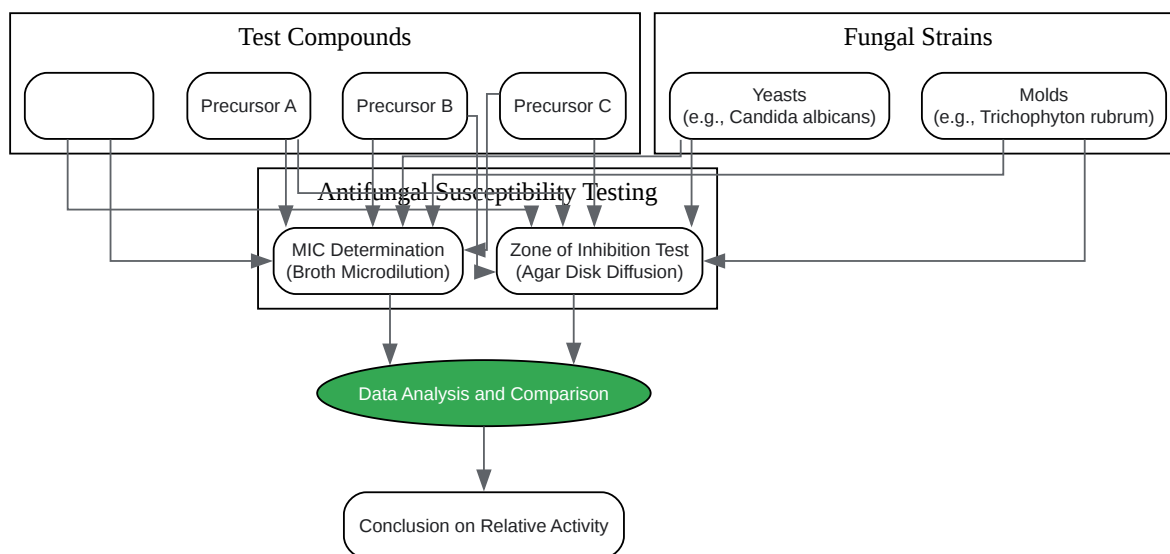 Test Compounds
Fungal Strains
Precursor A
Precursor B
Precursor C
Yeasts
(e.g., Candida albicans)
Molds
(e.g., Trichophyton rubrum)
Antifungal Susceptibility Testing
MIC Determination
(Broth Microdilution)
Zone of Inhibition Test
(Agar Disk Diffusion)
Data Analysis and Comparison
Conclusion on Relative Activity